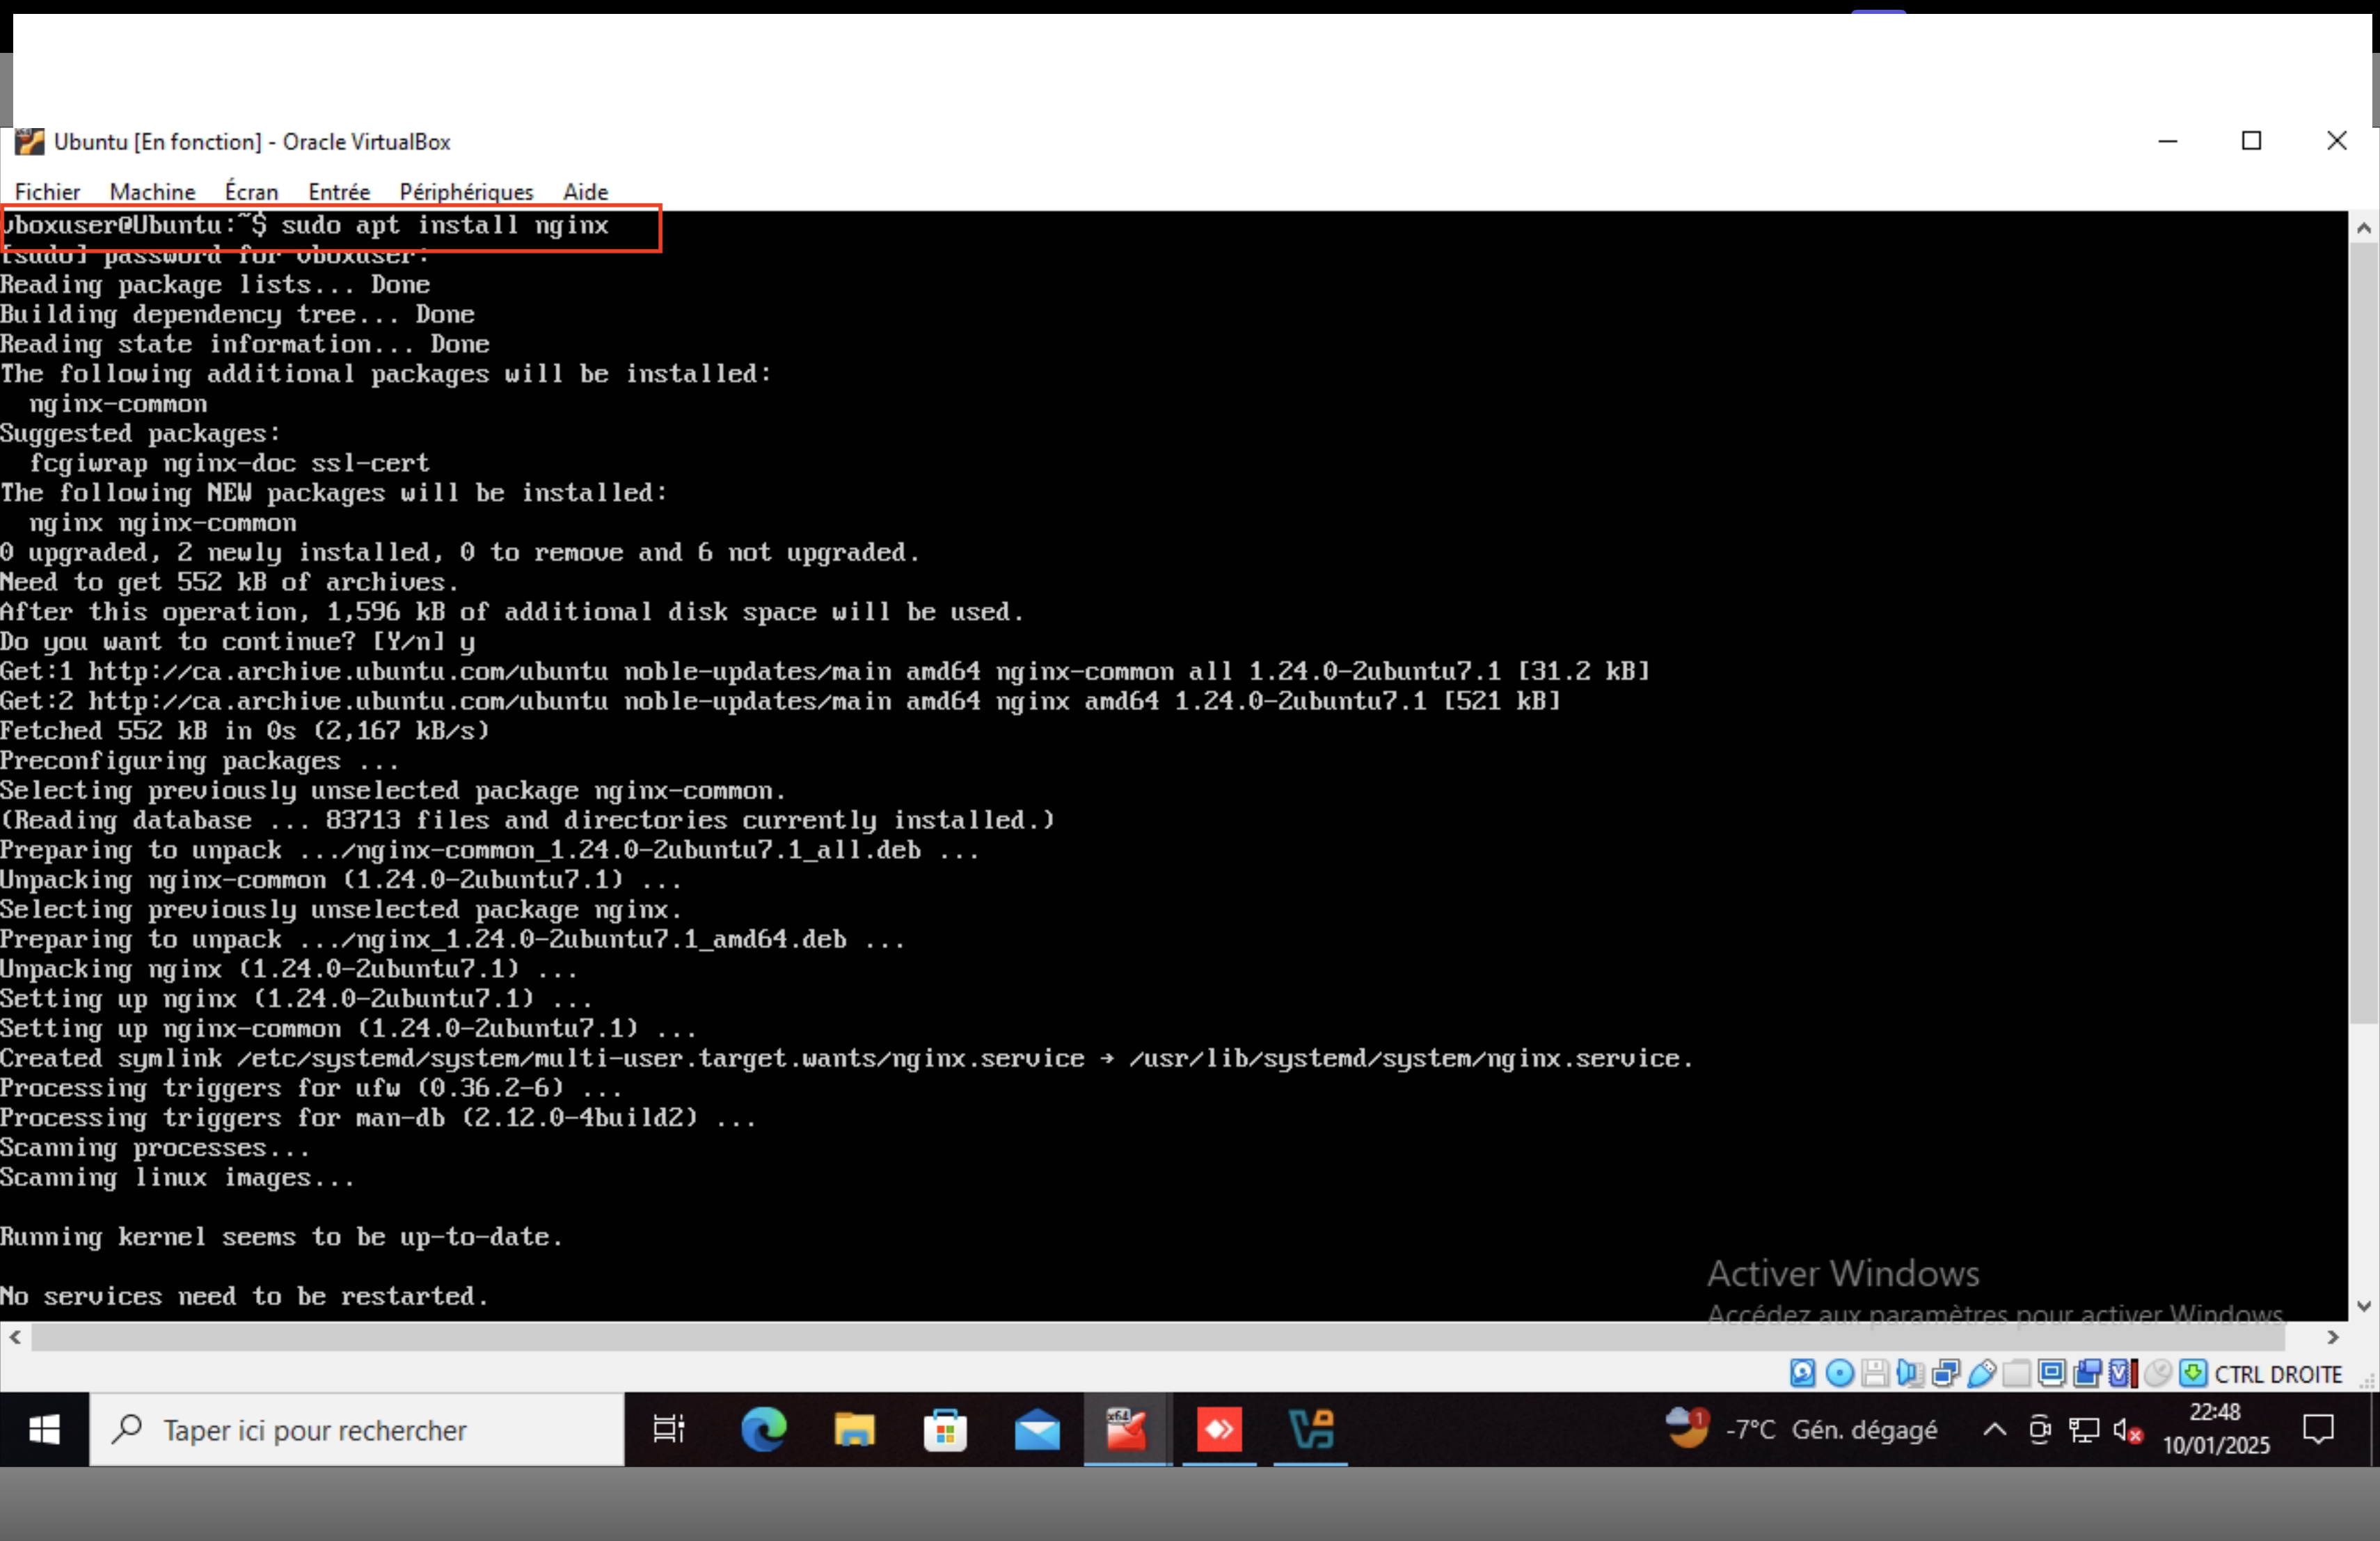 Ubuntu [En fonction] - Oracle VirtualBox
Fichier Machine Écran Entrée Périphériques Aide
vboxuser@Ubuntu:~$ sudo apt install nginx
[sudo] password for vboxuser:
Reading package lists... Done
Building dependency tree... Done
Reading state information... Done
The following additional packages will be installed:
  nginx-common
Suggested packages:
  fcgiwrap nginx-doc ssl-cert
The following NEW packages will be installed:
  nginx nginx-common
0 upgraded, 2 newly installed, 0 to remove and 6 not upgraded.
Need to get 552 kB of archives.
After this operation, 1,596 kB of additional disk space will be used.
Do you want to continue? [Y/n] y
Get:1 http://ca.archive.ubuntu.com/ubuntu noble-updates/main amd64 nginx-common all 1.24.0-2ubuntu7.1 [31.2 kB]
Get:2 http://ca.archive.ubuntu.com/ubuntu noble-updates/main amd64 nginx amd64 1.24.0-2ubuntu7.1 [521 kB]
Fetched 552 kB in 0s (2,167 kB/s)
Preconfiguring packages ...
Selecting previously unselected package nginx-common.
(Reading database ... 83713 files and directories currently installed.)
Preparing to unpack .../nginx-common_1.24.0-2ubuntu7.1_all.deb ...
Unpacking nginx-common (1.24.0-2ubuntu7.1) ...
Selecting previously unselected package nginx.
Preparing to unpack .../nginx_1.24.0-2ubuntu7.1_amd64.deb ...
Unpacking nginx (1.24.0-2ubuntu7.1) ...
Setting up nginx (1.24.0-2ubuntu7.1) ...
Setting up nginx-common (1.24.0-2ubuntu7.1) ...
Created symlink /etc/systemd/system/multi-user.target.wants/nginx.service → /usr/lib/systemd/system/nginx.service.
Processing triggers for ufw (0.36.2-6) ...
Processing triggers for man-db (2.12.0-4build2) ...
Scanning processes...
Scanning linux images...
Running kernel seems to be up-to-date.
No services need to be restarted.
Activer Windows
Accédez aux paramètres pour activer Windows.
CTRL DROITE
Taper ici pour rechercher
x64
1
-7°C Gén. dégagé
22:48
10/01/2025